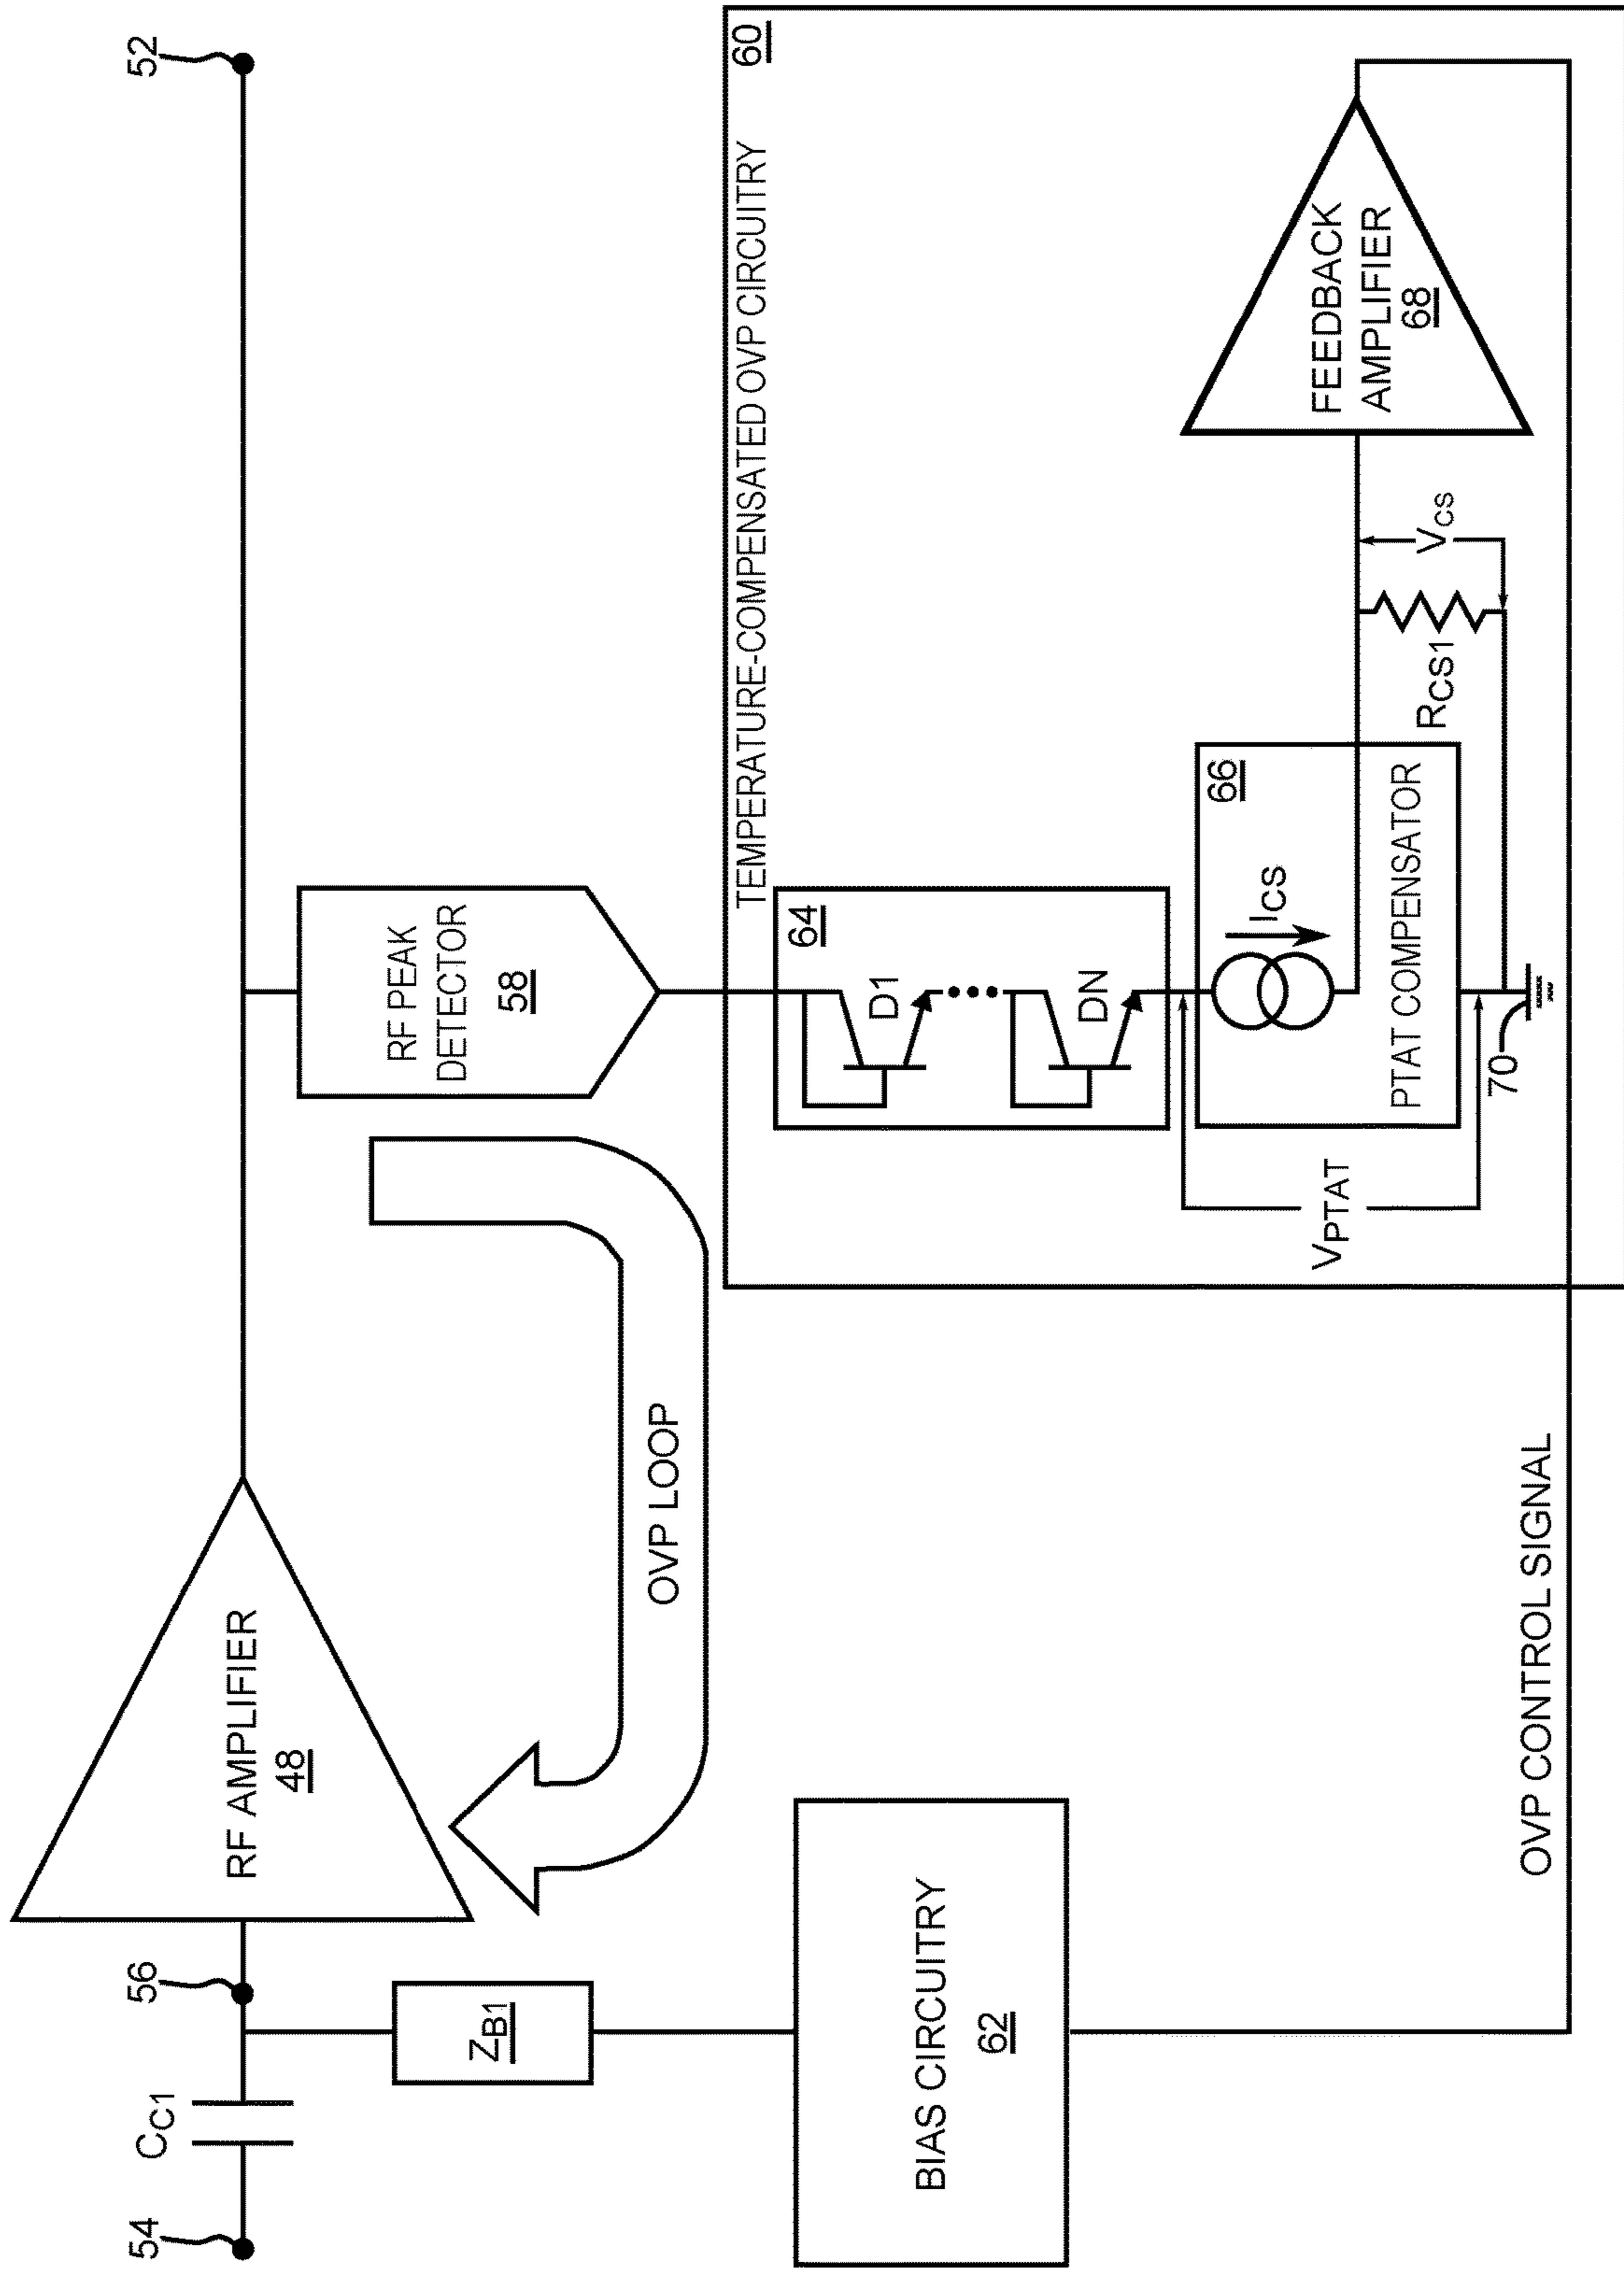 54
CC1
56
ZB1
RF AMPLIFIER
48
52
RF PEAK
DETECTOR
58
OVP LOOP
BIAS CIRCUITRY
62
OVP CONTROL SIGNAL
TEMPERATURE-COMPENSATED OVP CIRCUITRY
60
64
D1
DN
66
ICS
PTAT COMPENSATOR
VPTAT
70
RCS1
VCS
FEEDBACK
AMPLIFIER
68